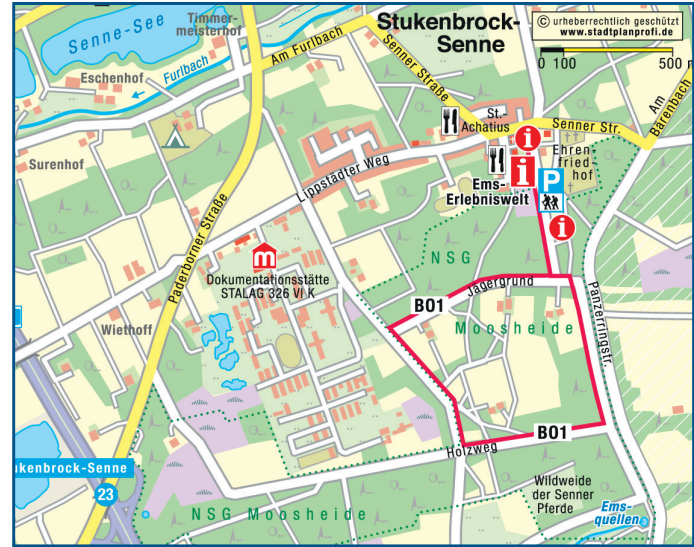 Senne-See
Timmer-
meisterhof
Stukenbrock-
Senne
© urheberrechtlich geschützt
www.stadtplanprofi.de
0 100 500 m
Am Furlbach
Furlbach
Eschenhof
Senner Straße
St.-
Achatius
Senner Str.
Am
Bärenbach
Ehren
fried
hof
Surenhof
Lippstädter Weg
i
i
P
Ems-
Erlebniswelt
i
Paderborner Straße
NSG
m
Dokumentationsstätte
STALAG 326 VI K
Jägergrund
B01
Moosheide
Panzerringstr.
Wiethoff
B01
Holzweg
ukenbrock-Senne
23
NSG Moosheide
Wildweide
der Senner
Pferde
Ems-
quellen